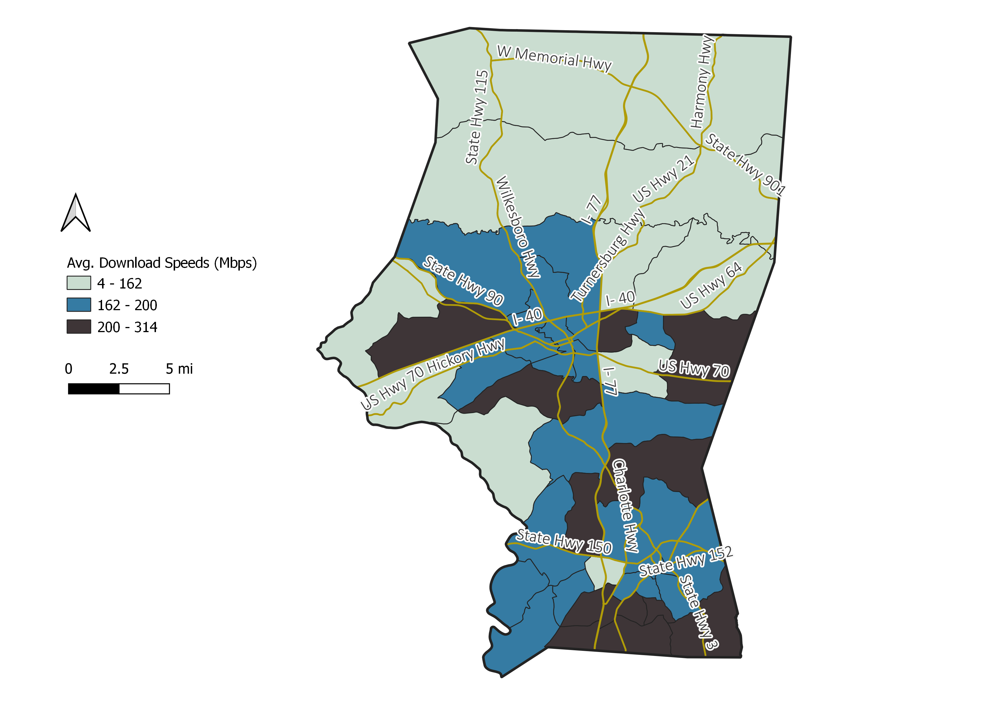 W Memorial Hwy
Harmony Hwy
State Hwy 115
State Hwy 901
US Hwy 21
Wilkesboro Hwy
I- 77
Turnersburg Hwy
State Hwy 90
US Hwy 64
I- 40
I- 40
US Hwy 70 Hickory Hwy
US Hwy 70
I- 77
Charlotte Hwy
State Hwy 150
State Hwy 152
State Hwy 3
Avg. Download Speeds (Mbps)
4 - 162
162 - 200
200 - 314
0 2.5 5 mi